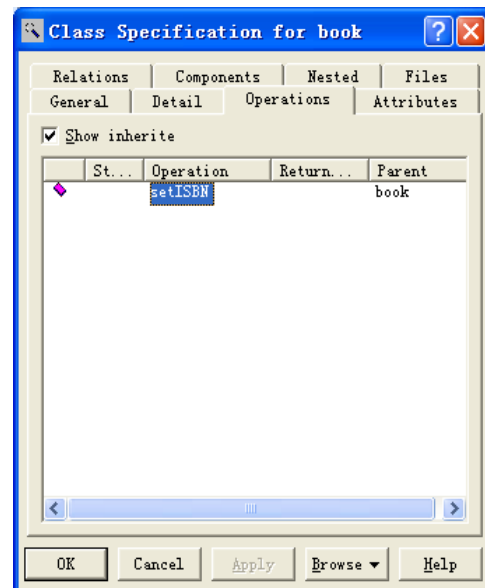 Class Specification for book
Relations Components Nested Files
General Detail Operations Attributes
Show inherite
St... Operation Return... Parent
setISBN book
OK Cancel Apply Browse Help